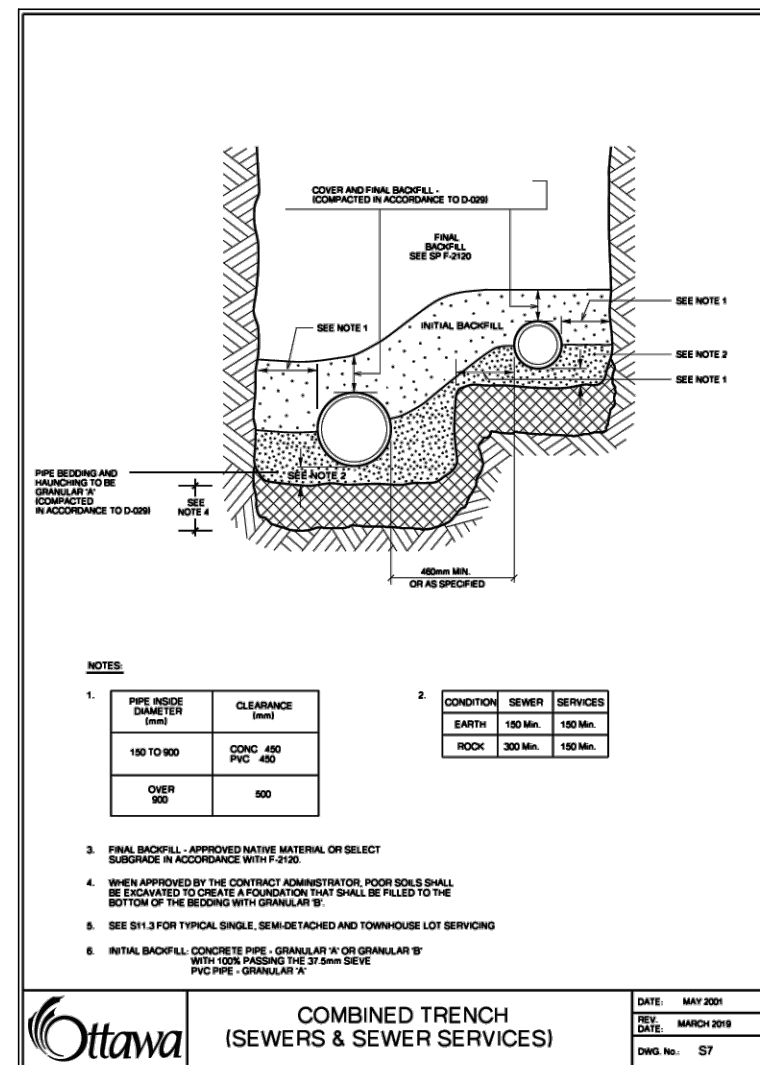 COVER AND FINAL BACKFILL -
(COMPACTED IN ACCORDANCE TO D-029)
FINAL
BACKFILL
SEE SP F-2120
SEE NOTE 1
INITIAL BACKFILL
SEE NOTE 1
SEE NOTE 2
SEE NOTE 1
PIPE BEDDING AND
HAUNCHING TO BE
GRANULAR 'A'
(COMPACTED
IN ACCORDANCE TO D-029)
SEE NOTE 2
SEE
NOTE 4
460mm MIN.
OR AS SPECIFIED
NOTES:
1.
PIPE INSIDE DIAMETER (mm) CLEARANCE (mm)
150 TO 900 CONC 450 PVC 450
OVER 900 500
2.
CONDITION SEWER SERVICES
EARTH 150 Min. 150 Min.
ROCK 300 Min. 150 Min.
3. FINAL BACKFILL - APPROVED NATIVE MATERIAL OR SELECT
SUBGRADE IN ACCORDANCE WITH F-2120.
4. WHEN APPROVED BY THE CONTRACT ADMINISTRATOR, POOR SOILS SHALL
BE EXCAVATED TO CREATE A FOUNDATION THAT SHALL BE FILLED TO THE
BOTTOM OF THE BEDDING WITH GRANULAR 'B'.
5. SEE S11.3 FOR TYPICAL SINGLE, SEMI-DETACHED AND TOWNHOUSE LOT SERVICING
6. INITIAL BACKFILL: CONCRETE PIPE - GRANULAR 'A' OR GRANULAR 'B'
WITH 100% PASSING THE 37.5mm SIEVE
PVC PIPE - GRANULAR 'A'
Ottawa
COMBINED TRENCH
(SEWERS & SEWER SERVICES)
DATE: MAY 2001
REV. DATE: MARCH 2019
DWG. No.: S7